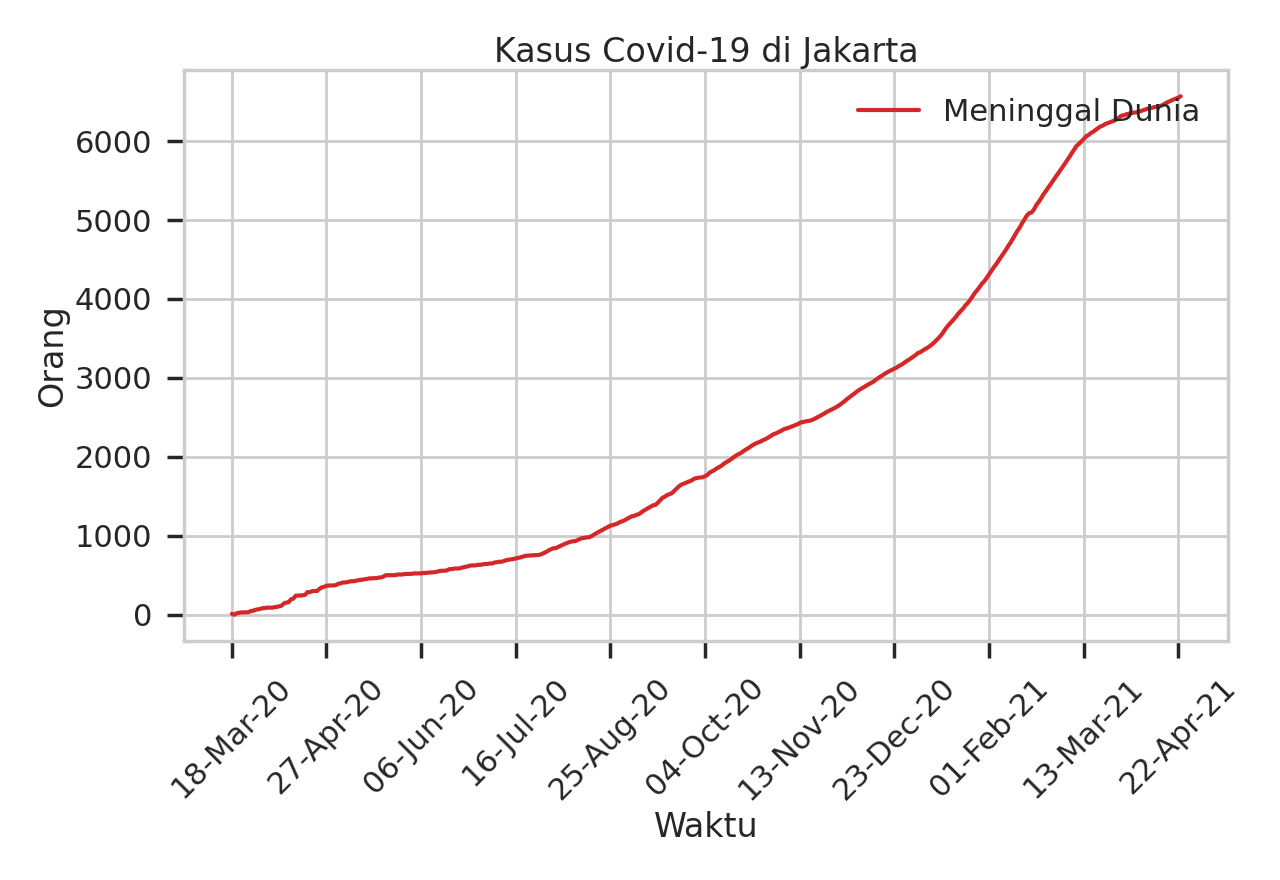 Kasus Covid-19 di Jakarta
Meninggal Dunia
6000
5000
4000
3000
2000
1000
0
Orang
18-Mar-20
27-Apr-20
06-Jun-20
16-Jul-20
25-Aug-20
04-Oct-20
13-Nov-20
23-Dec-20
01-Feb-21
13-Mar-21
22-Apr-21
Waktu